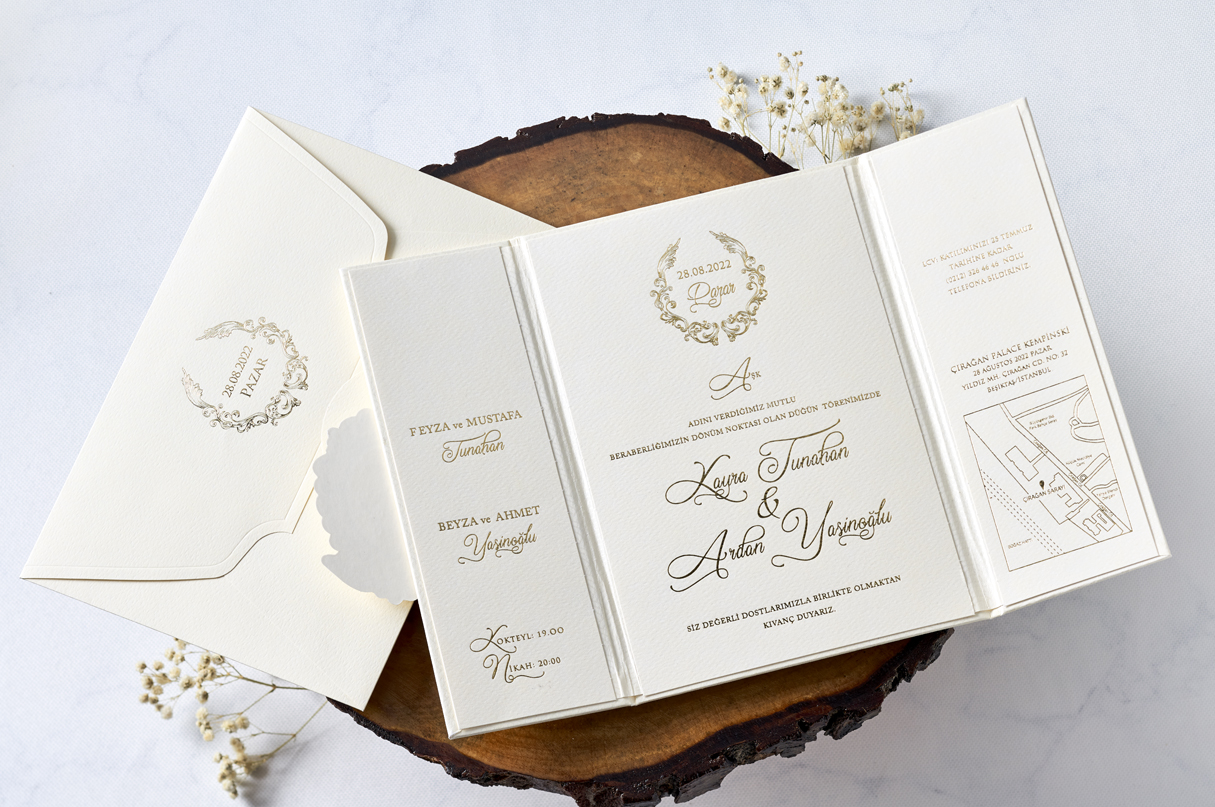 28.08.2022
PAZAR
FEYZA ve MUSTAFA
Tunahan
BEYZA ve AHMET
Yaşinoğlu
KOKTEYL: 19.00
NİKAH: 20:00
28.08.2022
Pazar
AŞK
ADINI VERDİĞİMİZ MUTLU
BERABERLİĞİMİZİN DÖNÜM NOKTASI OLAN DÜĞÜN TÖRENİMİZDE
Kayra Tunahan
&
Ardan Yaşinoğlu
SİZ DEĞERLİ DOSTLARIMIZLA BİRLİKTE OLMAKTAN
KIVANÇ DUYARIZ.
LCV: KATILIMINIZI 23 TEMMUZ
TARİHİNE KADAR
(0212) 326 46 46 NOLU
TELEFONA BİLDİRİNİZ
ÇIRAĞAN PALACE KEMPİNSKİ
28 AĞUSTOS 2022 PAZAR
YILDIZ MH. ÇIRAĞAN CD. NO: 32
BEŞİKTAŞ/İSTANBUL
ÇIRAĞAN SARAYI